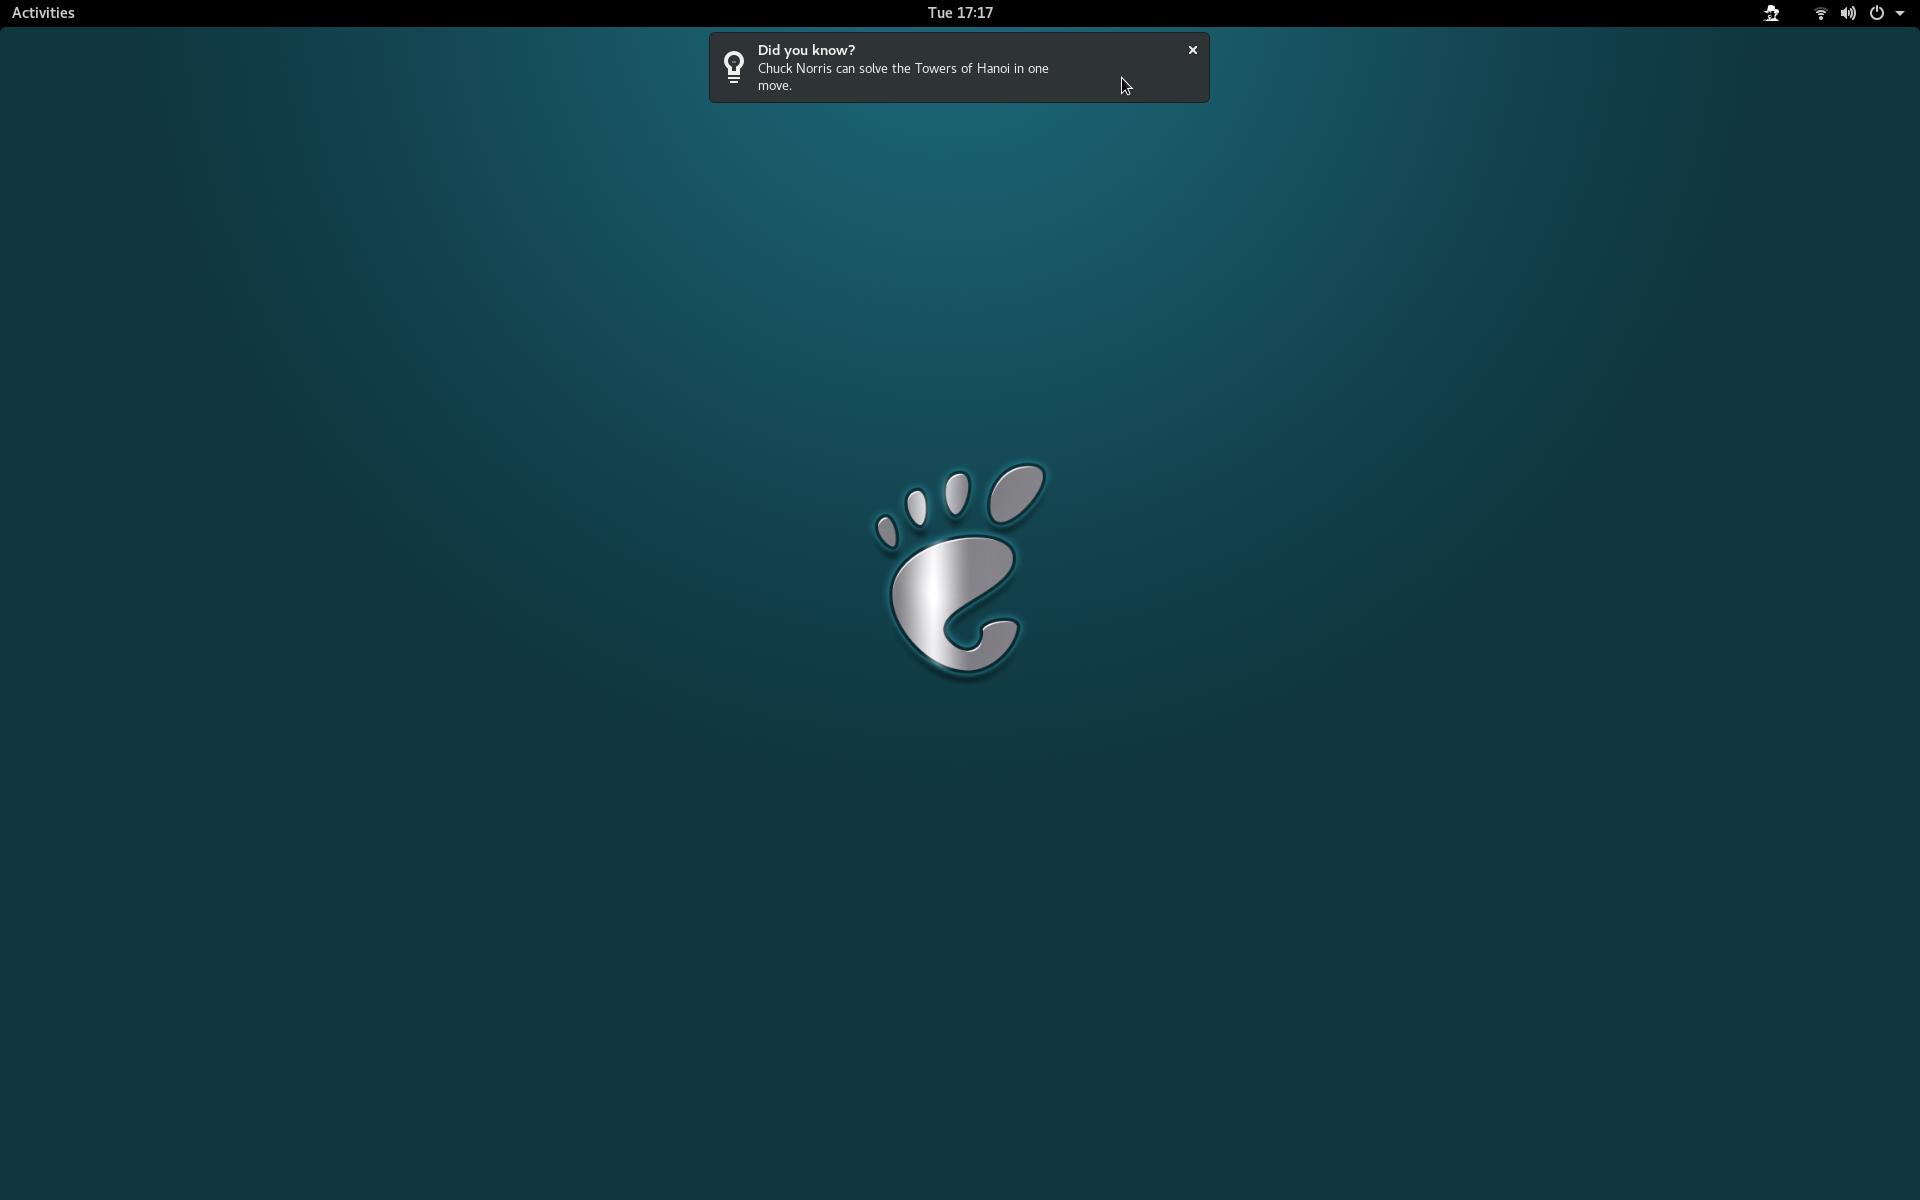 Activities
Tue 17:17
Did you know?
Chuck Norris can solve the Towers of Hanoi in one
move.